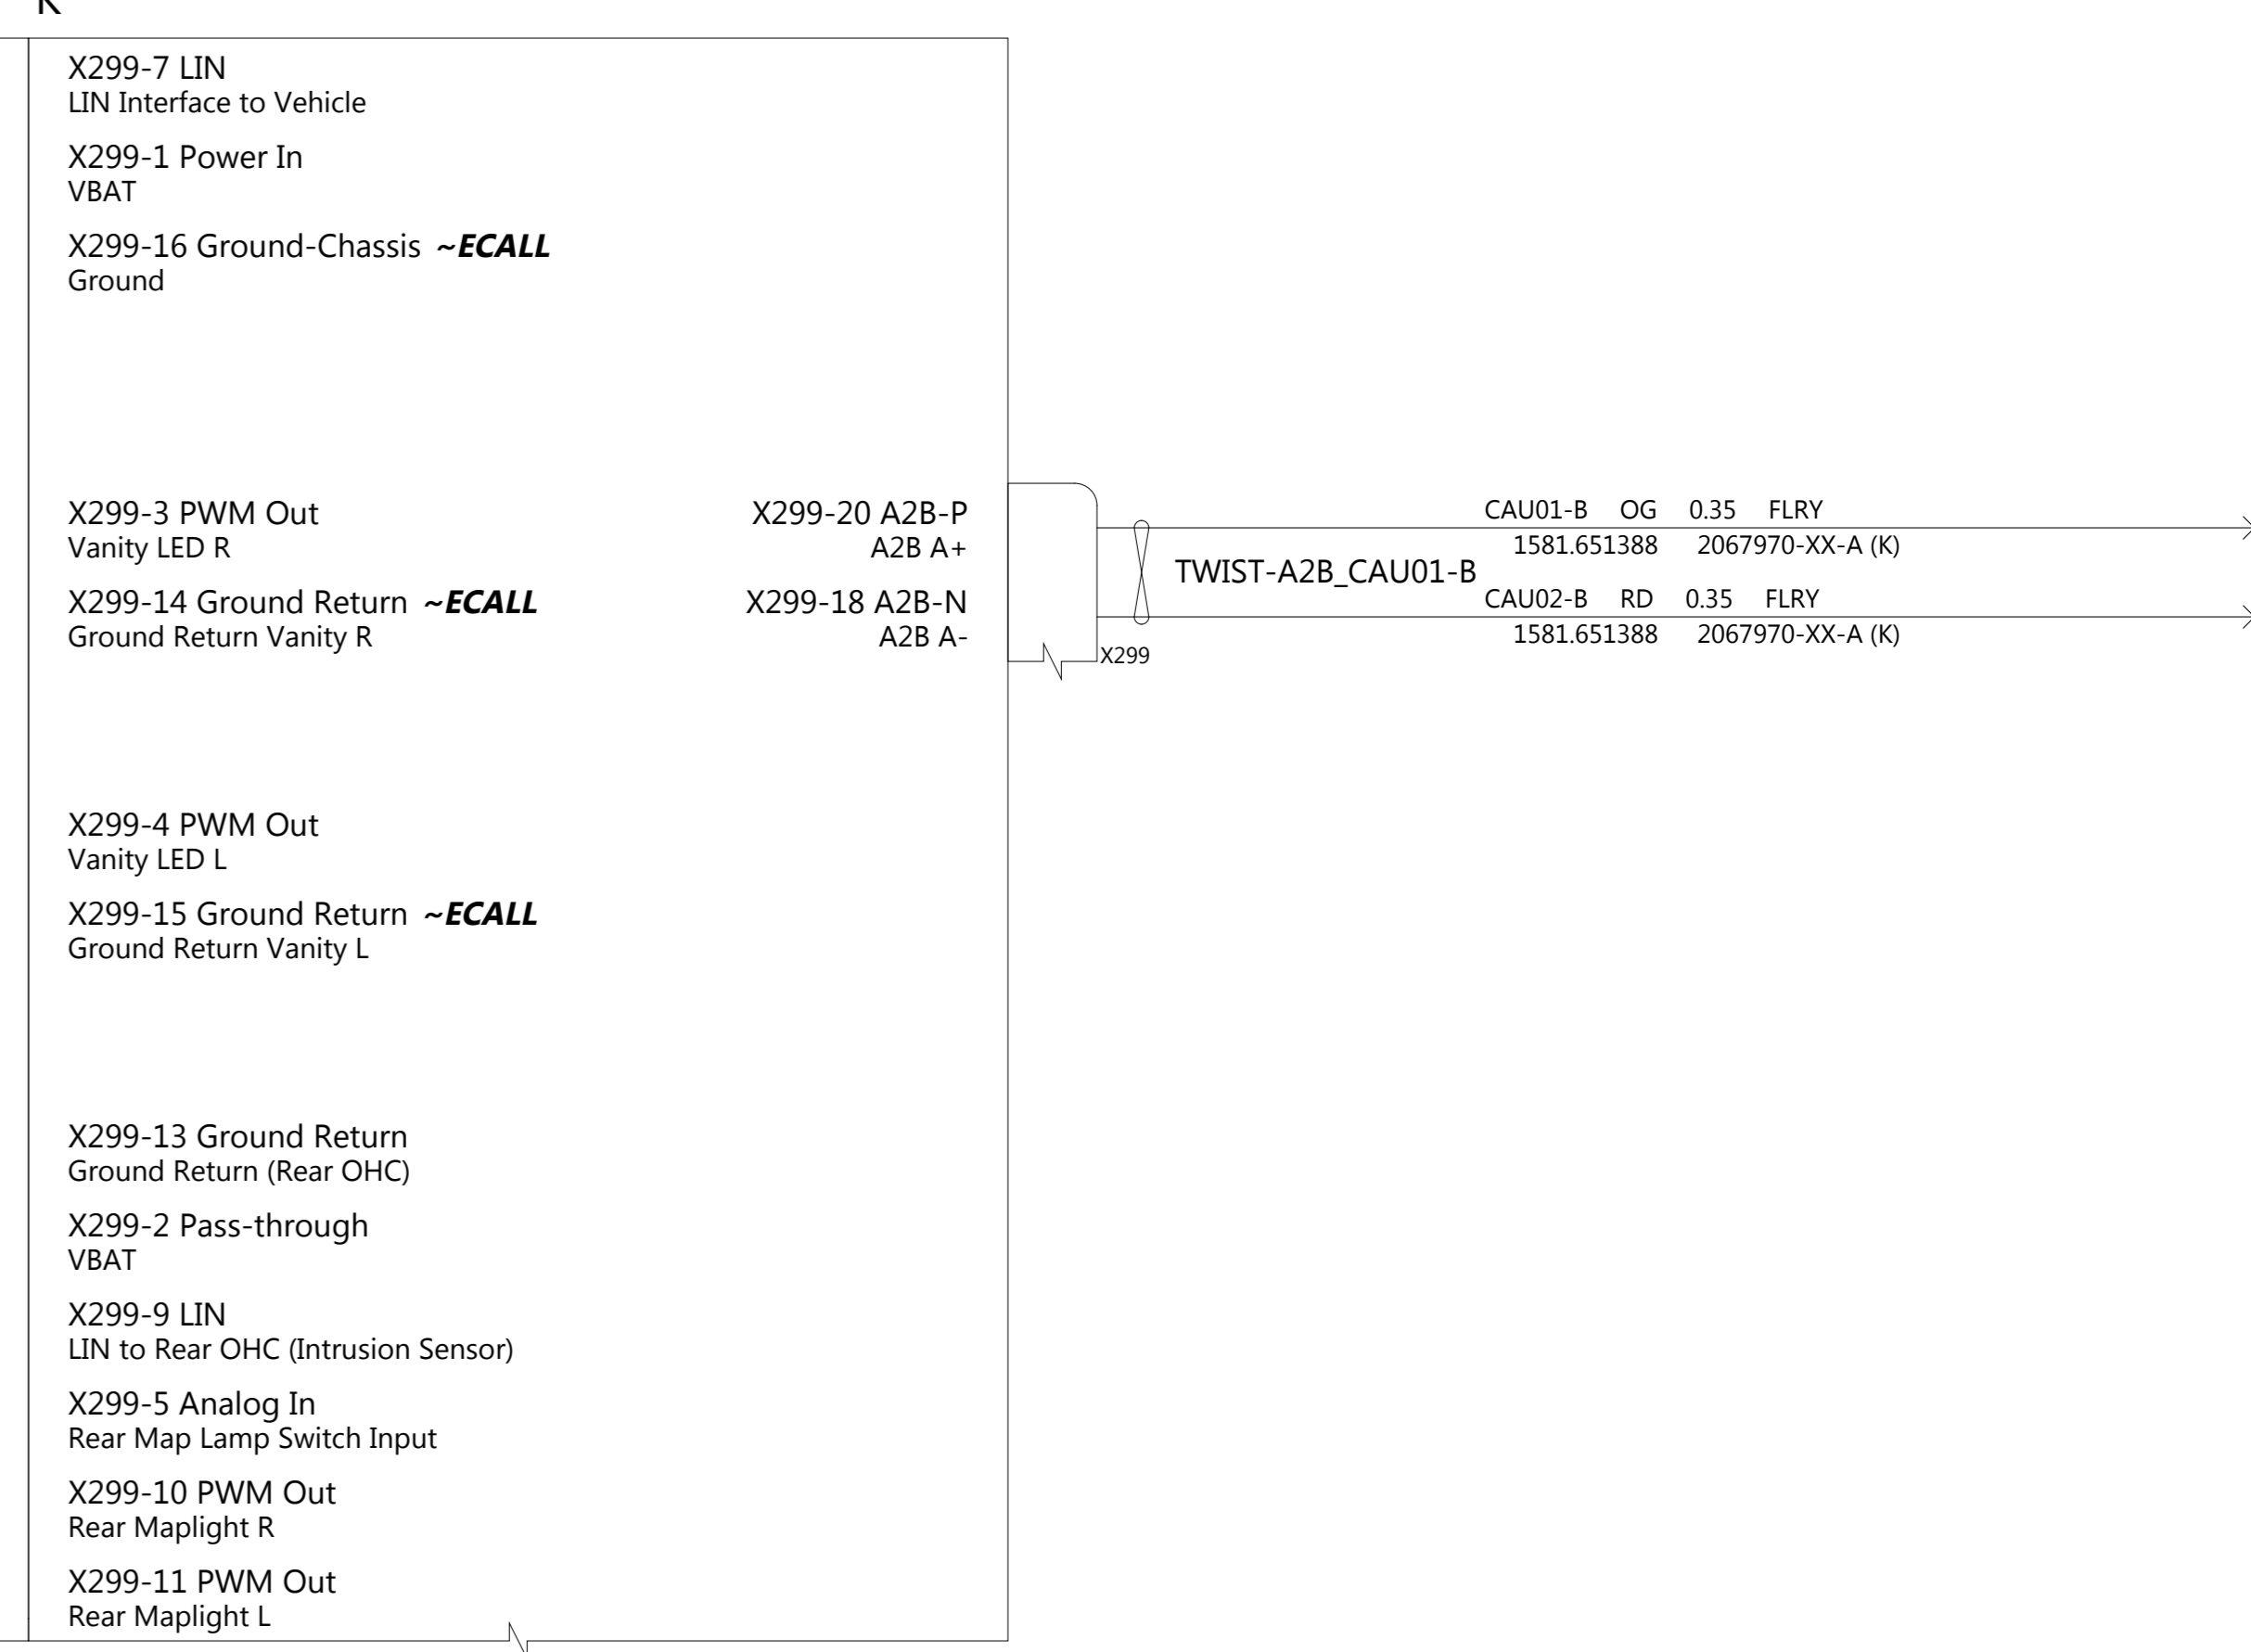 K
X299-7 LIN
LIN Interface to Vehicle
X299-1 Power In
VBAT
X299-16 Ground-Chassis ~ECALL
Ground
X299-3 PWM Out
Vanity LED R
X299-14 Ground Return ~ECALL
Ground Return Vanity R
X299-20 A2B-P
A2B A+
X299-18 A2B-N
A2B A-
X299
TWIST-A2B_CAU01-B
CAU01-B OG 0.35 FLRY
1581.651388 2067970-XX-A (K)
CAU02-B RD 0.35 FLRY
1581.651388 2067970-XX-A (K)
X299-4 PWM Out
Vanity LED L
X299-15 Ground Return ~ECALL
Ground Return Vanity L
X299-13 Ground Return
Ground Return (Rear OHC)
X299-2 Pass-through
VBAT
X299-9 LIN
LIN to Rear OHC (Intrusion Sensor)
X299-5 Analog In
Rear Map Lamp Switch Input
X299-10 PWM Out
Rear Maplight R
X299-11 PWM Out
Rear Maplight L